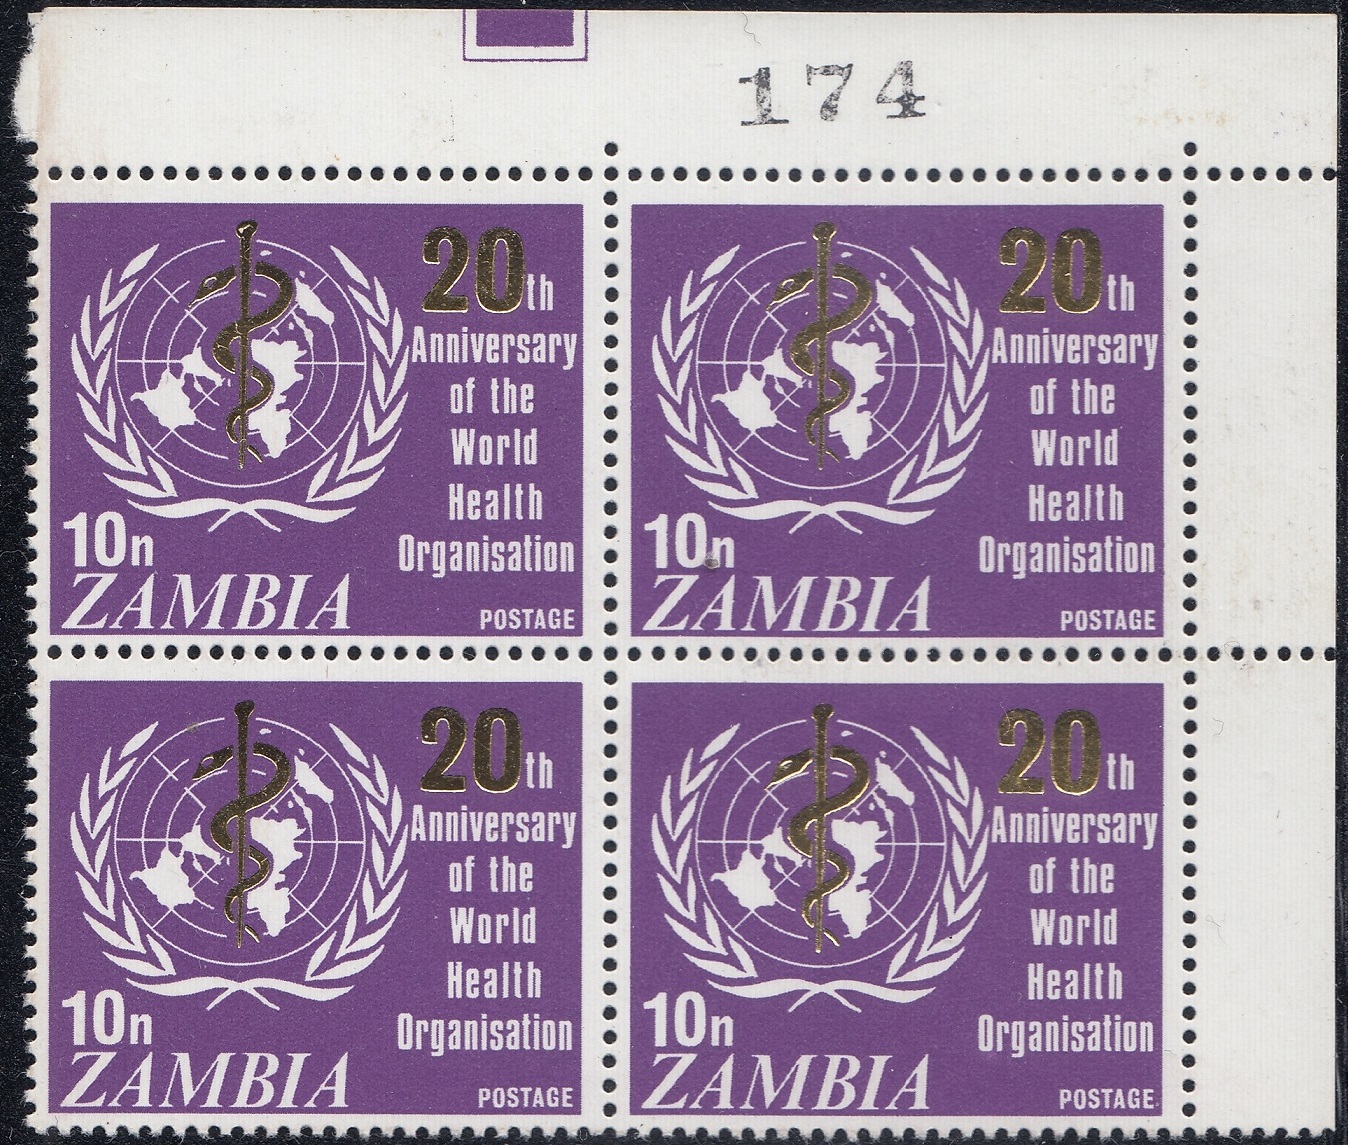 174
20th
Anniversary
of the
World
Health
Organisation
10n
ZAMBIA
POSTAGE
20th
Anniversary
of the
World
Health
Organisation
10n
ZAMBIA
POSTAGE
20th
Anniversary
of the
World
Health
Organisation
10n
ZAMBIA
POSTAGE
20th
Anniversary
of the
World
Health
Organisation
10n
ZAMBIA
POSTAGE